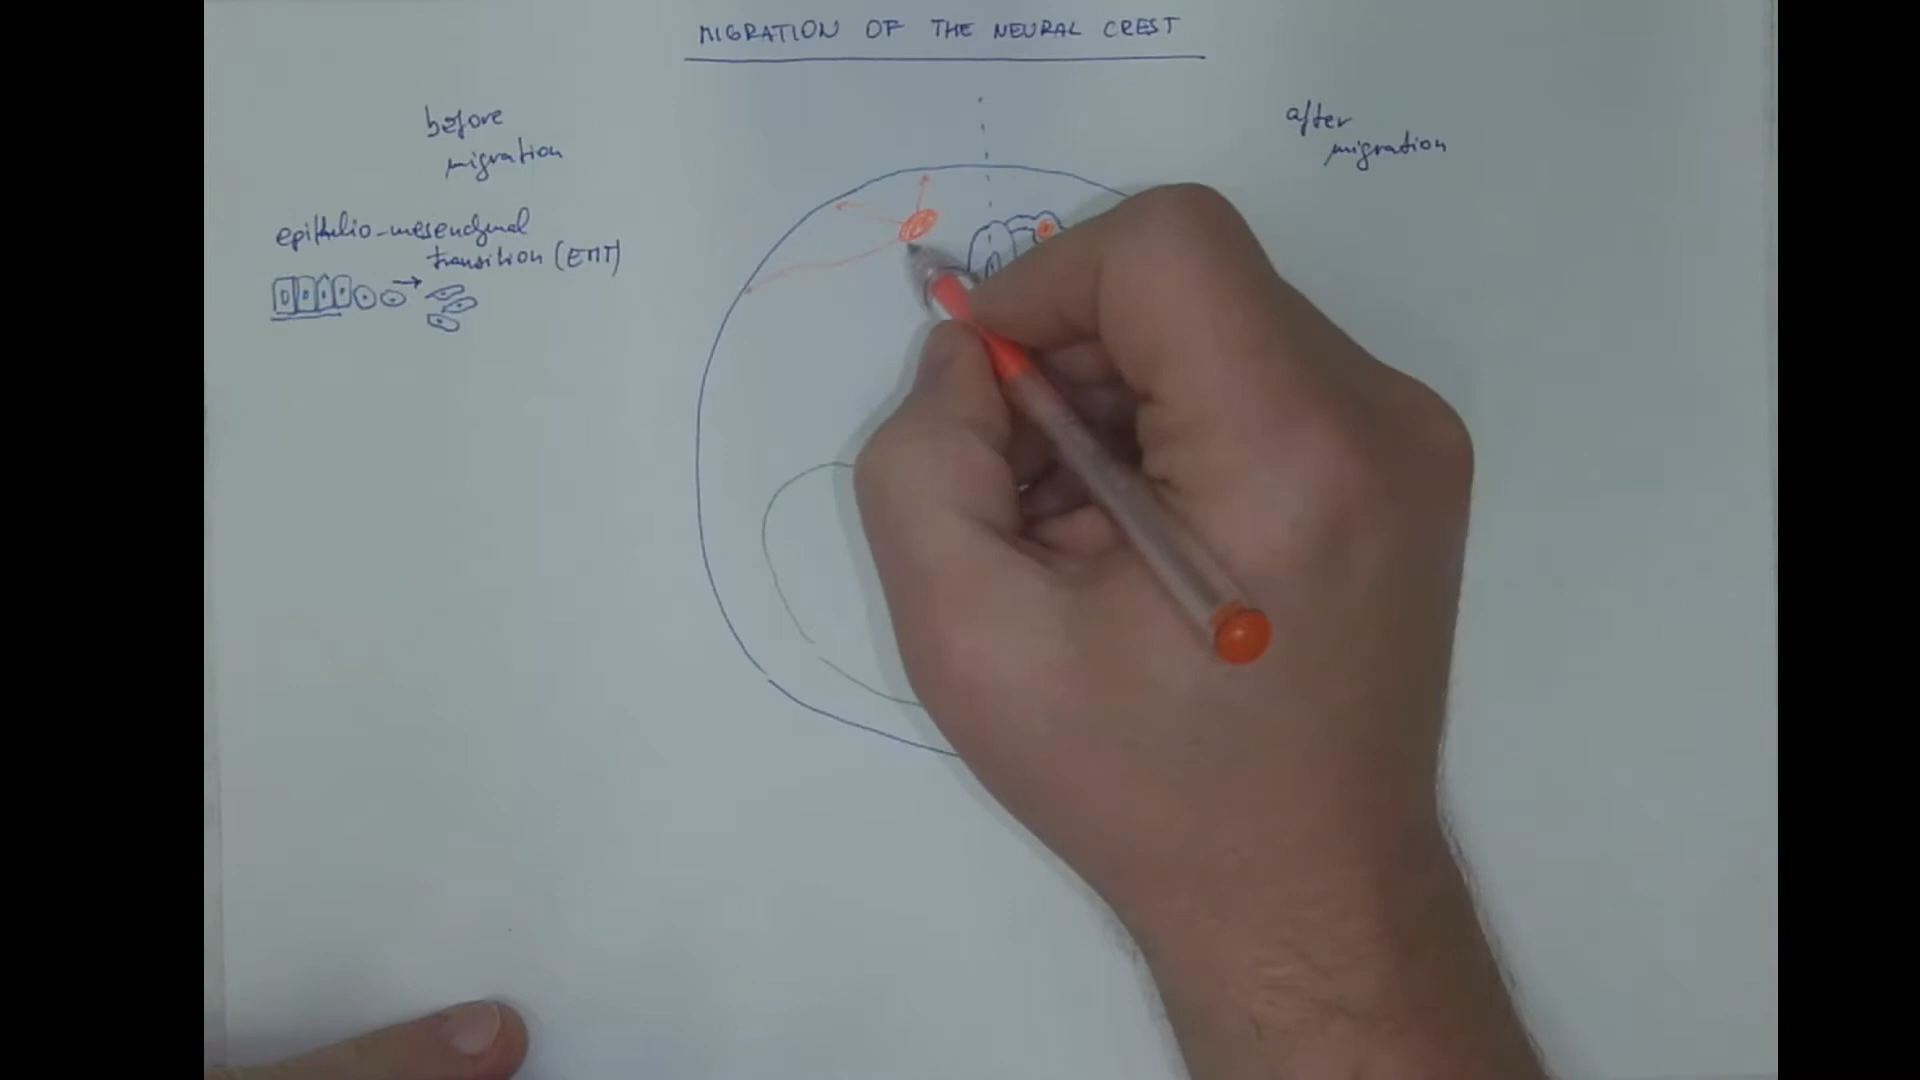 MIGRATION OF THE NEURAL CREST
before
migration
after
migration
epithelio-mesenchymal
transition (EMT)